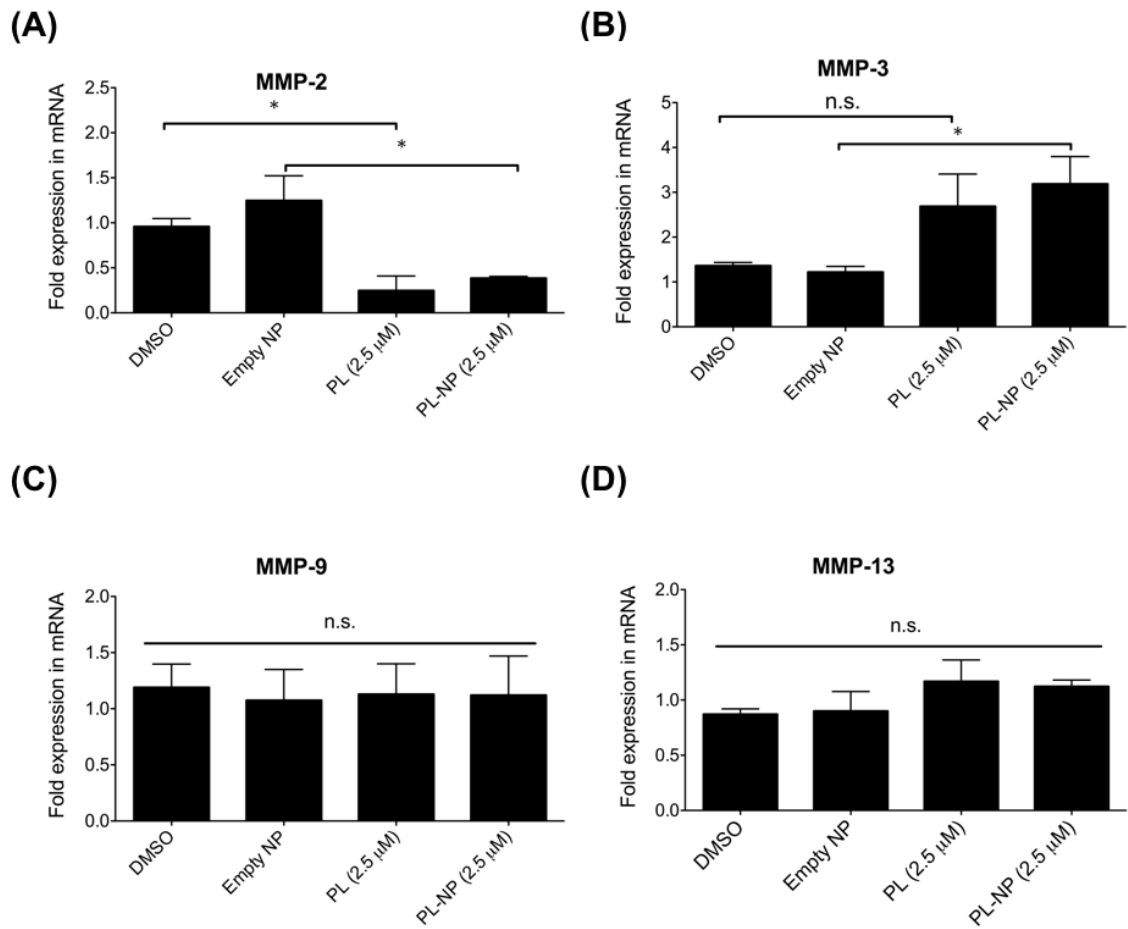 (A)
MMP-2
Fold expression in mRNA
2.5
2.0
1.5
1.0
0.5
0.0
*
*
DMSO
Empty NP
PL (2.5 μM)
PL-NP (2.5 μM)
(B)
MMP-3
Fold expression in mRNA
5
4
3
2
1
0
n.s.
*
DMSO
Empty NP
PL (2.5 μM)
PL-NP (2.5 μM)
(C)
MMP-9
Fold expression in mRNA
2.0
1.5
1.0
0.5
0.0
n.s.
DMSO
Empty NP
PL (2.5 μM)
PL-NP (2.5 μM)
(D)
MMP-13
Fold expression in mRNA
2.0
1.5
1.0
0.5
0.0
n.s.
DMSO
Empty NP
PL (2.5 μM)
PL-NP (2.5 μM)